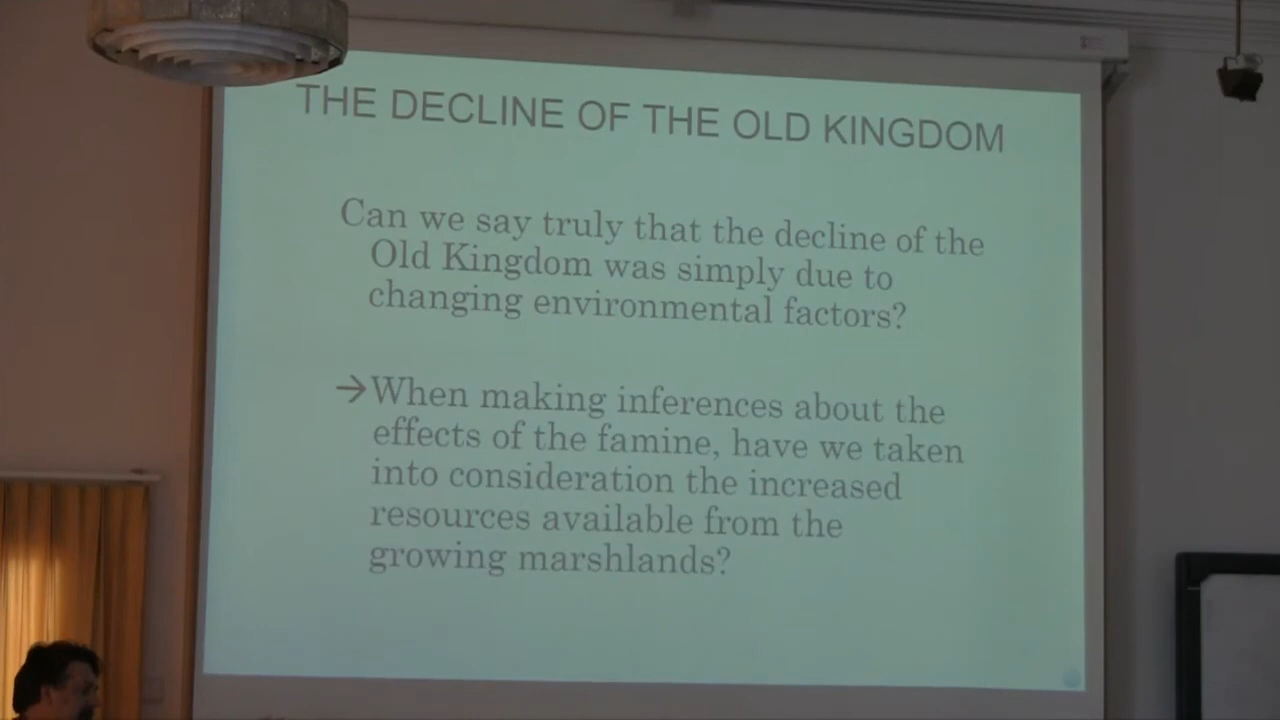 THE DECLINE OF THE OLD KINGDOM
Can we say truly that the decline of the
Old Kingdom was simply due to
changing environmental factors?
→When making inferences about the
effects of the famine, have we taken
into consideration the increased
resources available from the
growing marshlands?